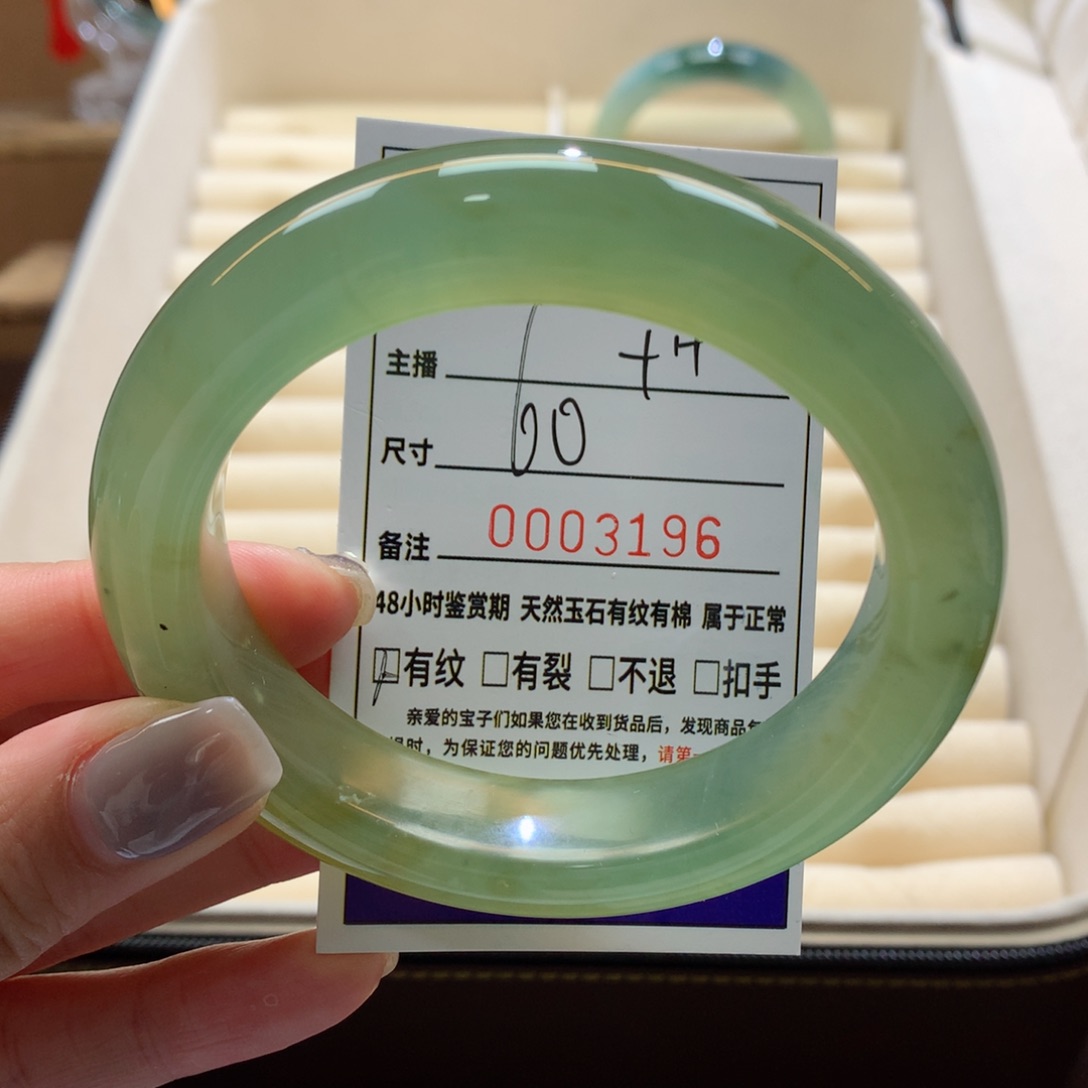 主播
尺寸 60
备注 0003196
48小时鉴赏期 天然玉石有纹有棉 属于正常
☐有纹 ☐有裂 ☐不退 ☐扣手
亲爱的宝子们如果您在收到货品后,发现商品
时,为保证您的问题优先处理,请第一